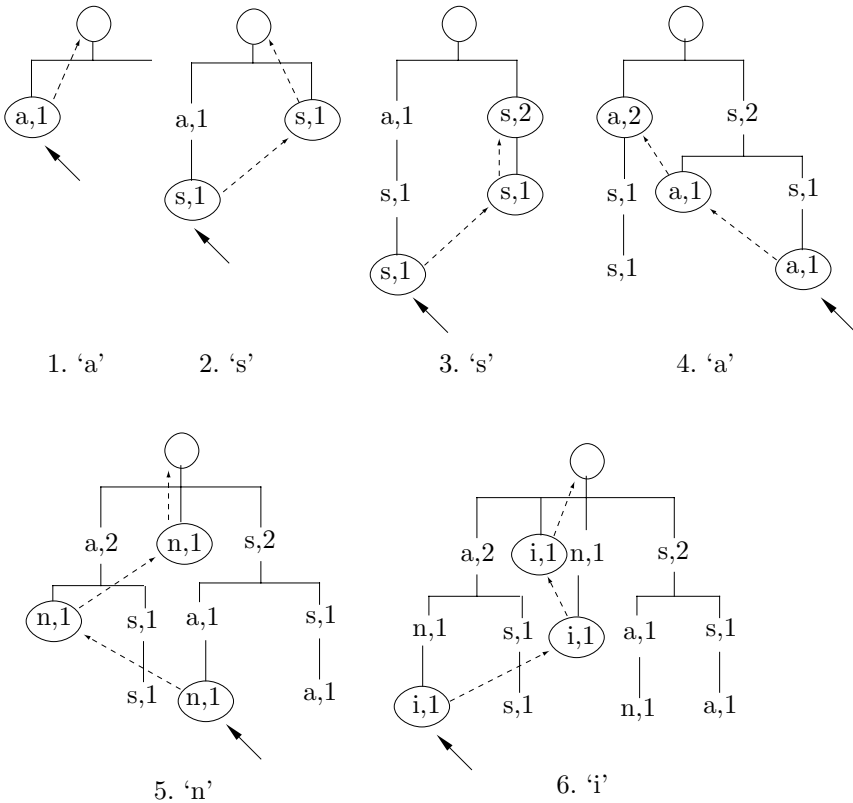 a,1
a,1 s,1
s,1
a,1 s,2
s,1 s,1
s,1
a,2 s,2
s,1 a,1 s,1
s,1 a,1
1. ‘a’ 2. ‘s’ 3. ‘s’ 4. ‘a’
a,2 n,1 s,2
n,1 s,1 a,1 s,1
s,1 n,1 a,1
a,2 i,1 n,1 s,2
n,1 s,1 i,1 a,1 s,1
i,1 s,1 n,1 a,1
5. ‘n’ 6. ‘i’